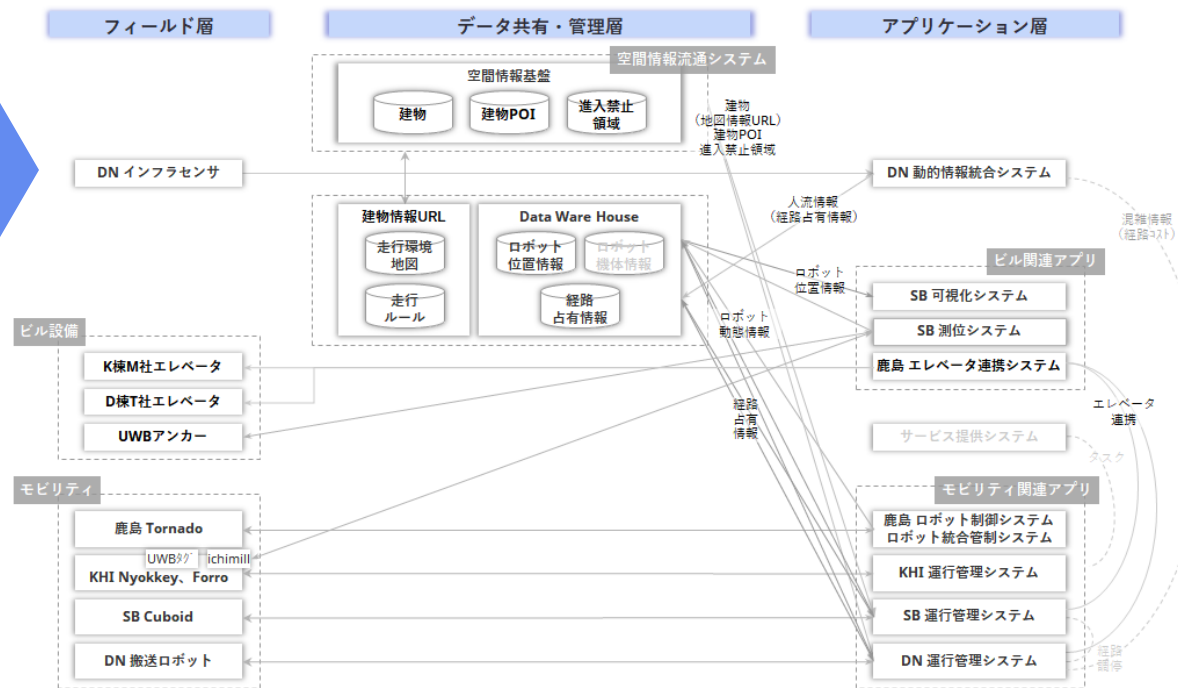 フィールド層
データ共有・管理層
アプリケーション層
空間情報流通システム
空間情報基盤
建物
建物POI
進入禁止
領域
建物
（地図情報URL）
建物POI
進入禁止領域
DN インフラセンサ
DN 動的情報統合システム
人流情報
（経路占有情報）
混雑情報
（経路ｺｽﾄ）
建物情報URL
走行環境
地図
走行
ルール
Data Ware House
ロボット
位置情報
ロボット
機体情報
経路
占有情報
ロボット
位置情報
ロボット
動態情報
経路
占有
情報
ビル関連アプリ
SB 可視化システム
SB 測位システム
鹿島 エレベータ連携システム
エレベータ
連携
ビル設備
K棟M社エレベータ
D棟T社エレベータ
UWBアンカー
サービス提供システム
タスク
モビリティ
鹿島 Tornado
UWBﾀｸﾞ
ichimill
KHI Nyokkey、Forro
SB Cuboid
DN 搬送ロボット
モビリティ関連アプリ
鹿島 ロボット制御システム
ロボット統合管制システム
KHI 運行管理システム
SB 運行管理システム
DN 運行管理システム
経路
調停